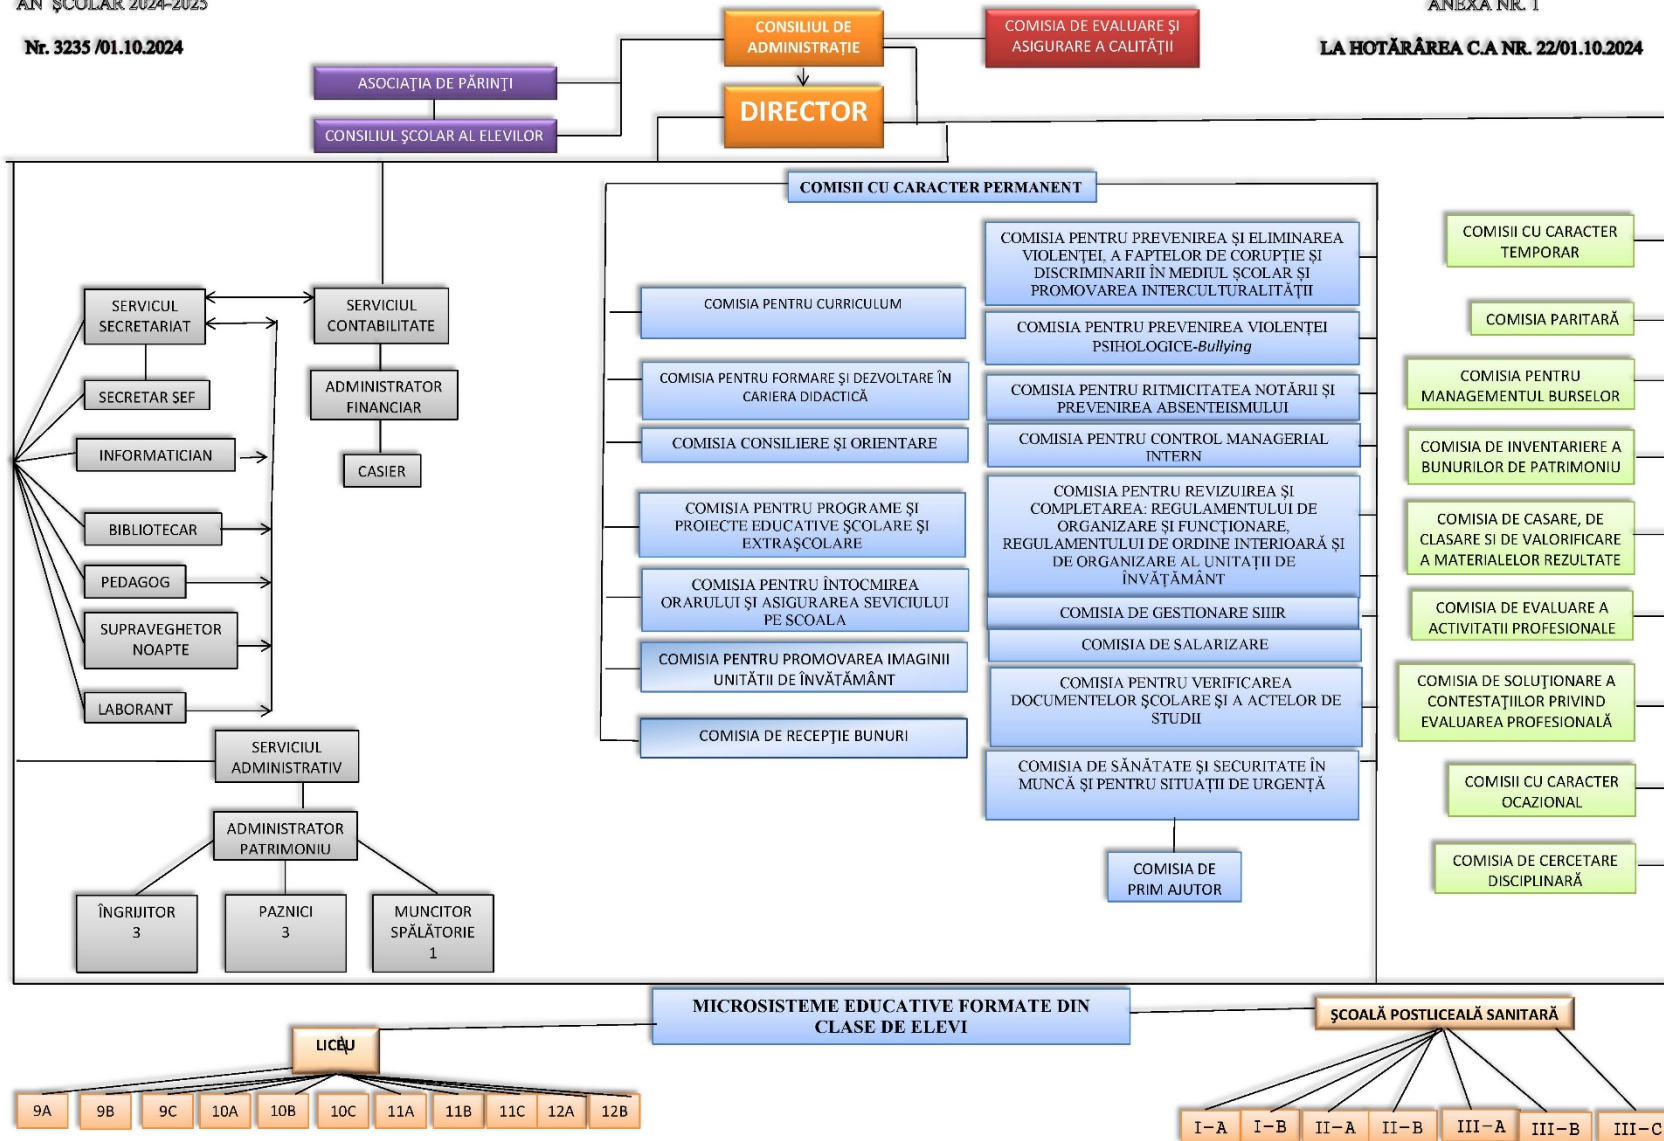 AN ȘCOLAR 2024-2025
Nr. 3235 /01.10.2024
ANEXA NR. 1
LA HOTĂRÂREA C.A NR. 22/01.10.2024
CONSILIUL DE
ADMINISTRAȚIE
COMISIA DE EVALUARE ȘI
ASIGURARE A CALITĂȚII
ASOCIAȚIA DE PĂRINȚI
DIRECTOR
CONSILIUL ȘCOLAR AL ELEVILOR
SERVICUL
SECRETARIAT
SERVICIUL
CONTABILITATE
SECRETAR ȘEF
ADMINISTRATOR
FINANCIAR
INFORMATICIAN
CASIER
BIBLIOTECAR
PEDAGOG
SUPRAVEGHETOR
NOAPTE
LABORANT
SERVICIUL
ADMINISTRATIV
ADMINISTRATOR
PATRIMONIU
ÎNGRIJITOR
3
PAZNICI
3
MUNCITOR
SPĂLĂTORIE
1
COMISII CU CARACTER PERMANENT
COMISIA PENTRU CURRICULUM
COMISIA PENTRU FORMARE ȘI DEZVOLTARE ÎN
CARIERA DIDACTICĂ
COMISIA CONSILIERE ȘI ORIENTARE
COMISIA PENTRU PROGRAME ȘI
PROIECTE EDUCATIVE ȘCOLARE ȘI
EXTRAȘCOLARE
COMISIA PENTRU ÎNTOCMIREA
ORARULUI ȘI ASIGURAREA SEVICIULUI
PE SCOALA
COMISIA PENTRU PROMOVAREA IMAGINII
UNITĂTII DE ÎNVĂTĂMÂNT
COMISIA DE RECEPȚIE BUNURI
COMISIA PENTRU PREVENIREA ȘI ELIMINAREA
VIOLENȚEI, A FAPTELOR DE CORUPȚIE ȘI
DISCRIMINARII ÎN MEDIUL ȘCOLAR ȘI
PROMOVAREA INTERCULTURALITĂȚII
COMISIA PENTRU PREVENIREA VIOLENȚEI
PSIHOLOGICE-Bullying
COMISIA PENTRU RITMICITATEA NOTĂRII ȘI
PREVENIREA ABSENTEISMULUI
COMISIA PENTRU CONTROL MANAGERIAL
INTERN
COMISIA PENTRU REVIZUIREA ȘI
COMPLETAREA: REGULAMENTULUI DE
ORGANIZARE ȘI FUNCȚIONARE,
REGULAMENTULUI DE ORDINE INTERIOARĂ ȘI
DE ORGANIZARE AL UNITAȚII DE
ÎNVĂȚĂMÂNT
COMISIA DE GESTIONARE SIIIR
COMISIA DE SALARIZARE
COMISIA PENTRU VERIFICAREA
DOCUMENTELOR ȘCOLARE ȘI A ACTELOR DE
STUDII
COMISIA DE SĂNĂTATE ȘI SECURITATE ÎN
MUNCĂ ȘI PENTRU SITUAȚII DE URGENȚĂ
COMISIA DE
PRIM AJUTOR
COMISII CU CARACTER
TEMPORAR
COMISIA PARITARĂ
COMISIA PENTRU
MANAGEMENTUL BURSELOR
COMISIA DE INVENTARIERE A
BUNURILOR DE PATRIMONIU
COMISIA DE CASARE, DE
CLASARE SI DE VALORIFICARE
A MATERIALELOR REZULTATE
COMISIA DE EVALUARE A
ACTIVITATII PROFESIONALE
COMISIA DE SOLUȚIONARE A
CONTESTAȚIILOR PRIVIND
EVALUAREA PROFESIONALĂ
COMISII CU CARACTER
OCAZIONAL
COMISIA DE CERCETARE
DISCIPLINARĂ
MICROSISTEME EDUCATIVE FORMATE DIN
CLASE DE ELEVI
LICEU
ȘCOALĂ POSTLICEALĂ SANITARĂ
9A 9B 9C 10A 10B 10C 11A 11B 11C 12A 12B
I-A I-B II-A II-B III-A III-B III-C